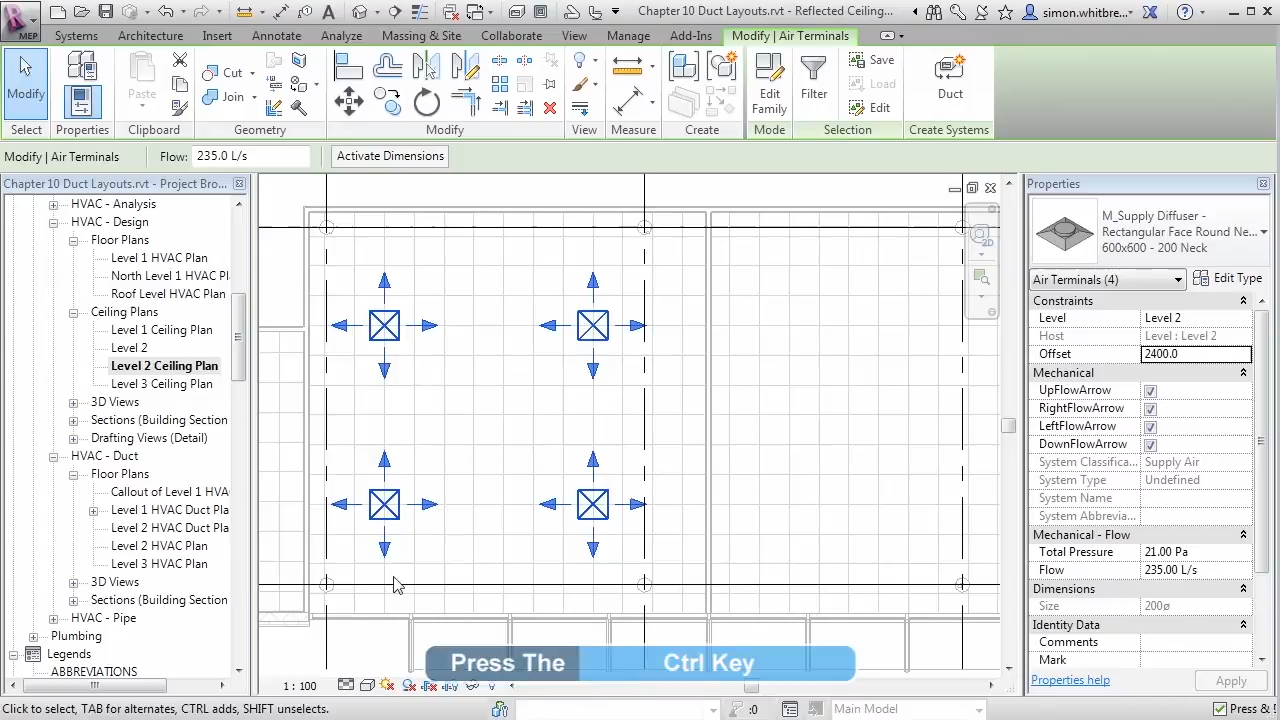 Chapter 10 Duct Layouts.rvt - Reflected Ceiling...
simon.whitbre...
MEP
Systems
Architecture
Insert
Annotate
Analyze
Massing & Site
Collaborate
View
Manage
Add-Ins
Modify | Air Terminals
Modify
Paste
Cut
Join
Edit Family
Filter
Save
Load
Edit
Duct
Select
Properties
Clipboard
Geometry
Modify
View
Measure
Create
Mode
Selection
Create Systems
Modify | Air Terminals
Flow: 235.0 L/s
Activate Dimensions
Chapter 10 Duct Layouts.rvt - Project Bro...
HVAC - Analysis
HVAC - Design
Floor Plans
Level 1 HVAC Plan
North Level 1 HVAC Pl
Roof Level HVAC Plan
Ceiling Plans
Level 1 Ceiling Plan
Level 2
Level 2 Ceiling Plan
Level 3 Ceiling Plan
3D Views
Sections (Building Section
Drafting Views (Detail)
HVAC - Duct
Floor Plans
Callout of Level 1 HVA
Level 1 HVAC Duct Pla
Level 2 HVAC Duct Pla
Level 2 HVAC Plan
Level 3 HVAC Plan
3D Views
Sections (Building Section
HVAC - Pipe
Plumbing
Legends
ABBREVIATIONS
2D
Properties
M_Supply Diffuser -
Rectangular Face Round Ne...
600x600 - 200 Neck
Air Terminals (4)
Edit Type
Constraints
Level Level 2
Host Level : Level 2
Offset 2400.0
Mechanical
UpFlowArrow
RightFlowArrow
LeftFlowArrow
DownFlowArrow
System Classifica... Supply Air
System Type Undefined
System Name
System Abbrevia...
Mechanical - Flow
Total Pressure 21.00 Pa
Flow 235.00 L/s
Dimensions
Size 200ø
Identity Data
Comments
Mark
Properties help
Apply
Press The Ctrl Key
1 : 100
Click to select, TAB for alternates, CTRL adds, SHIFT unselects.
:0
Main Model
Press &